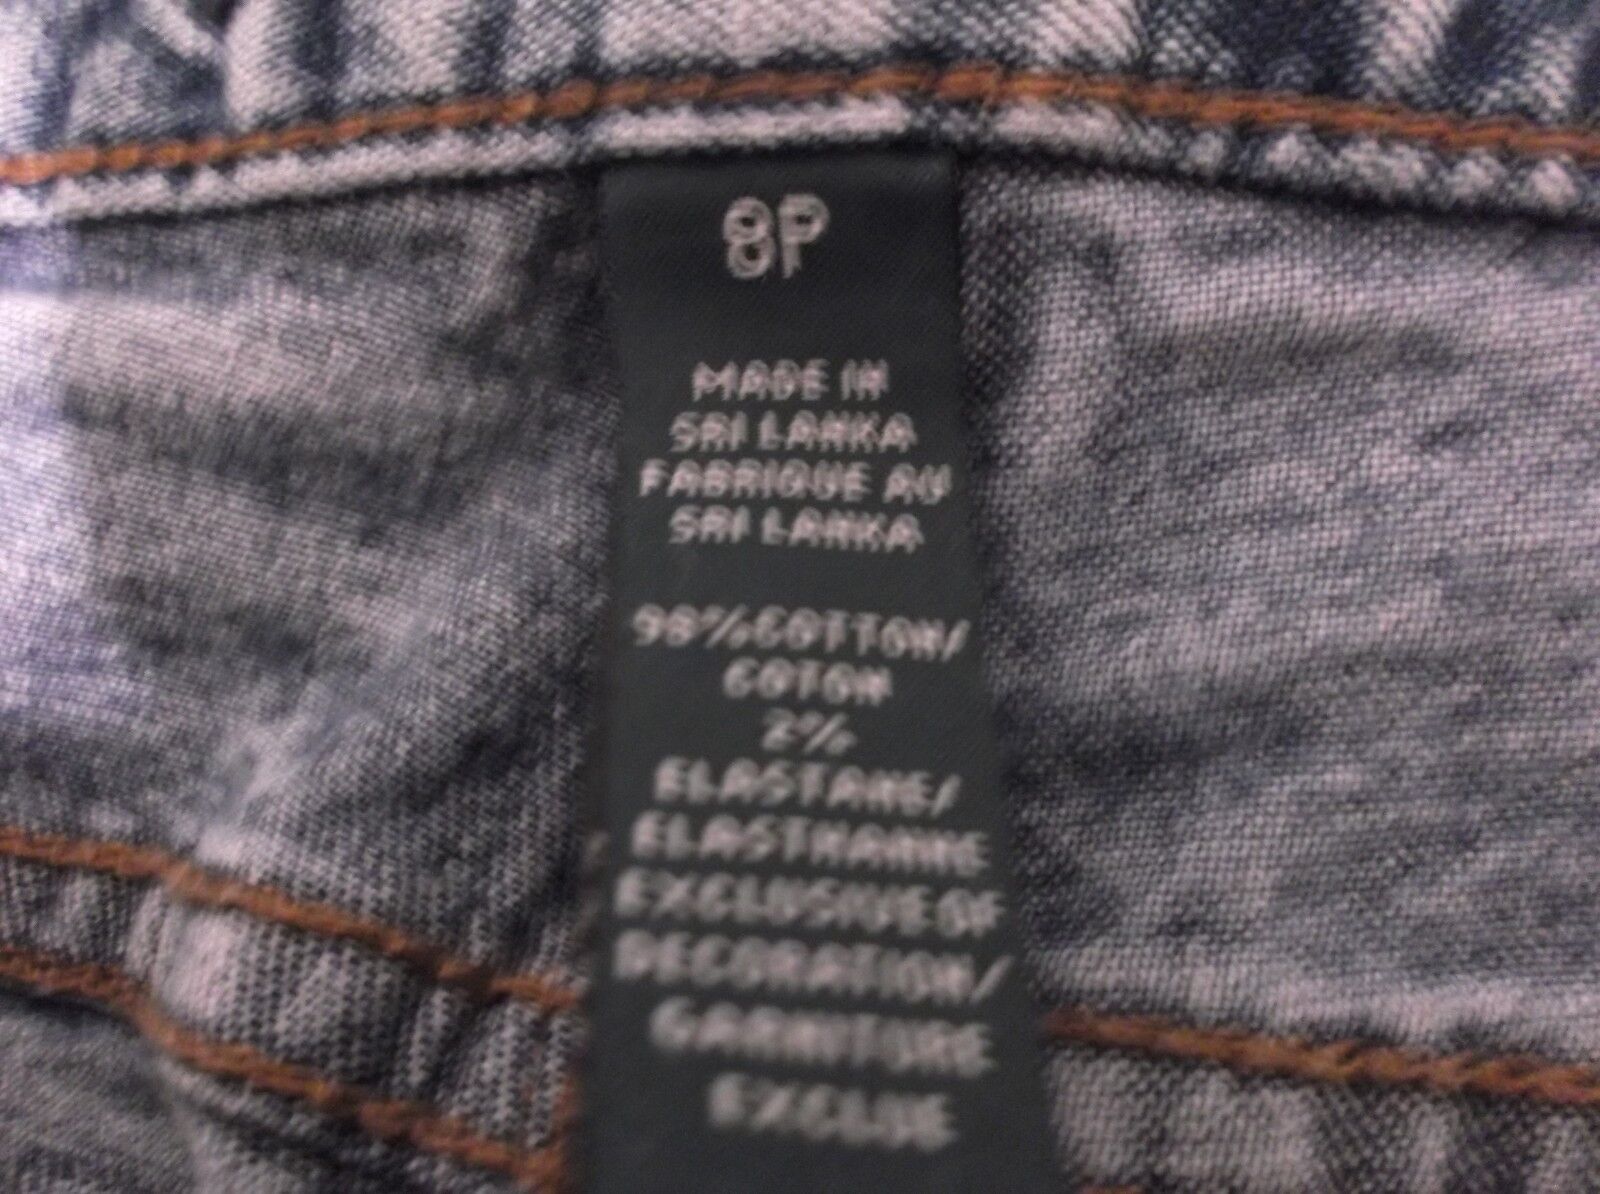 8P
MADE IN
SRI LANKA
FABRIQUE AU
SRI LANKA
98%COTTON/
COTON
2%
ELASTANE/
ELASTHANNE
EXCLUSIVE OF
DECORATION/
GARNITURE
EXCLUE